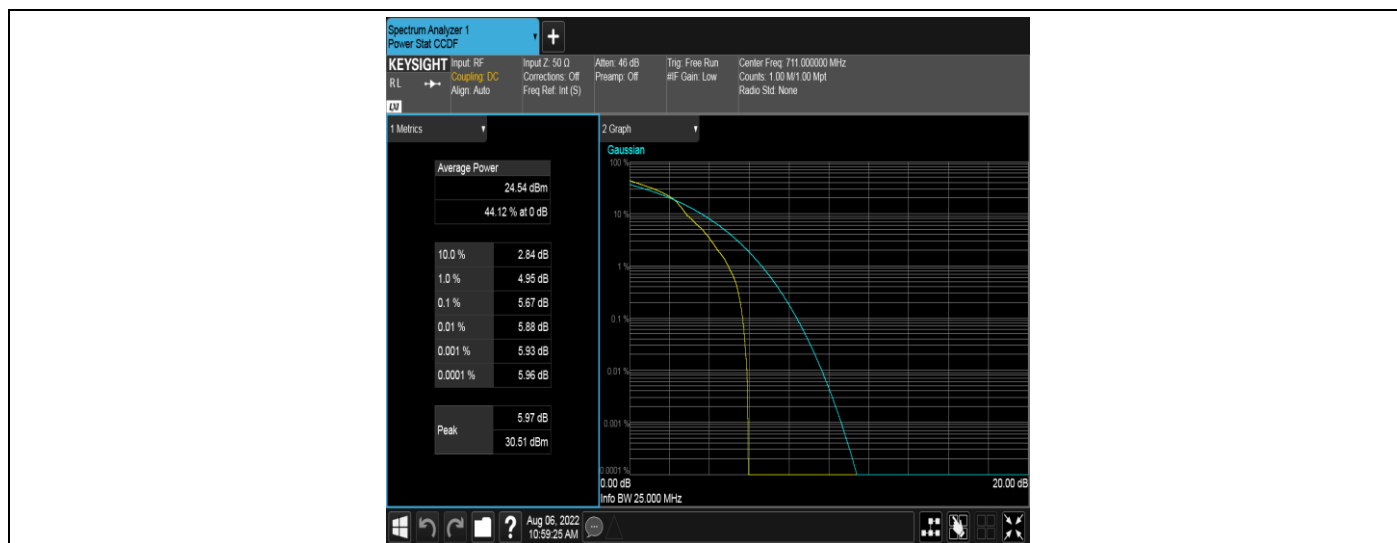 Spectrum Analyzer 1
Power Stat CCDF
+
KEYSIGHT
R L
LXI
Input: RF
Coupling: DC
Align: Auto
Input Z: 50 Ω
Corrections: Off
Freq Ref: Int (S)
Atten: 46 dB
Preamp: Off
Trig: Free Run
#IF Gain: Low
Center Freq: 711.000000 MHz
Counts: 1.00 M/1.00 Mpt
Radio Std: None
1 Metrics
Average Power
24.54 dBm
44.12 % at 0 dB
10.0 % 2.84 dB
1.0 % 4.95 dB
0.1 % 5.67 dB
0.01 % 5.88 dB
0.001 % 5.93 dB
0.0001 % 5.96 dB
Peak
5.97 dB
30.51 dBm
2 Graph
Gaussian
100 %
10 %
1 %
0.1 %
0.01 %
0.001 %
0.0001 %
0.00 dB 20.00 dB
Info BW 25.000 MHz
?
Aug 06, 2022
10:59:25 AM